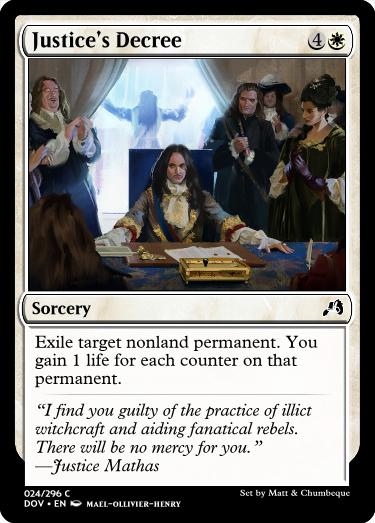 Justice's Decree 4
Sorcery
Exile target nonland permanent. You
gain 1 life for each counter on that
permanent.
“I find you guilty of the practice of illict
witchcraft and aiding fanatical rebels.
There will be no mercy for you.”
—Justice Mathas
024/296 C
DOV • EN MAEL-OLLIVIER-HENRY
Set by Matt & Chumbeque